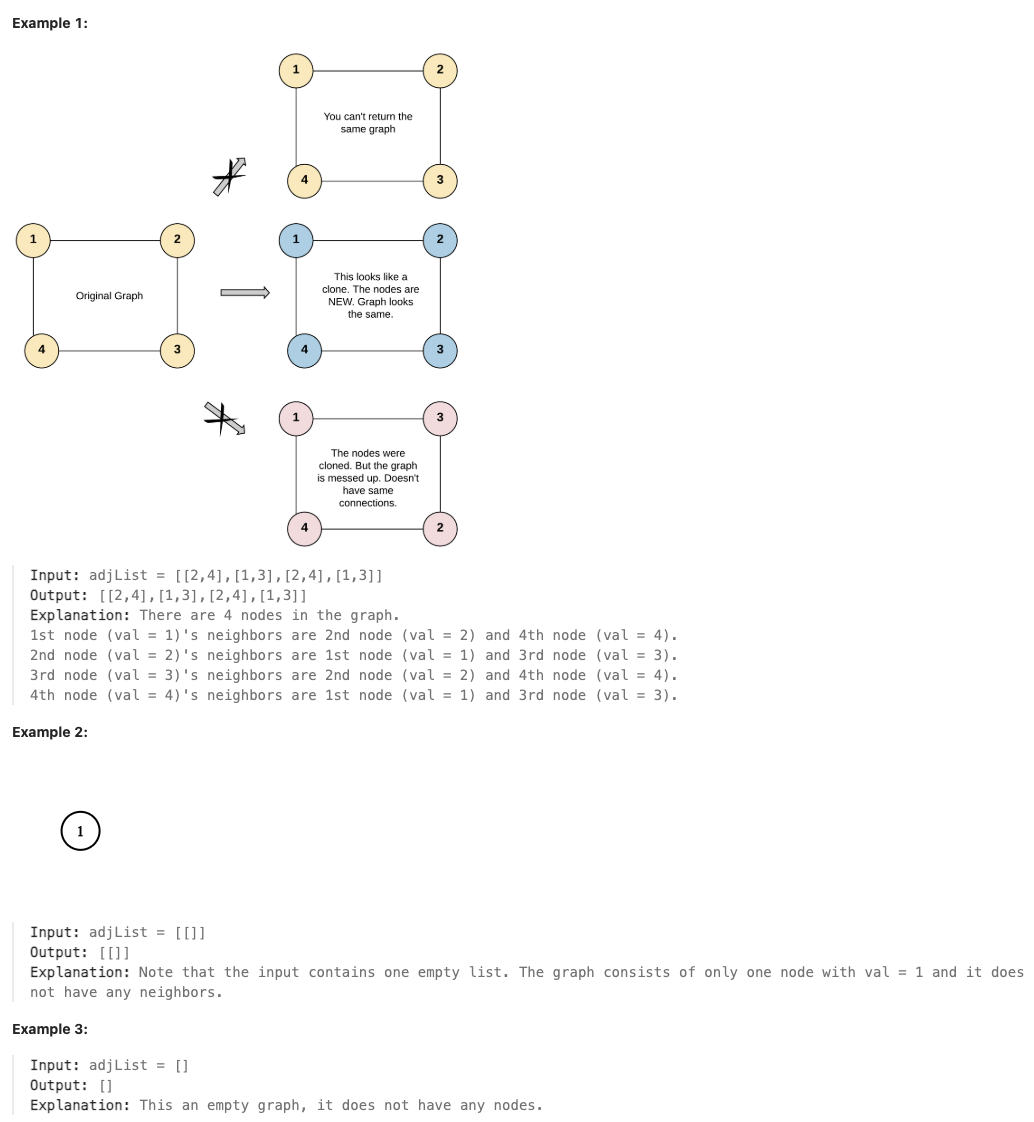 Example 1:
1
2
You can't return the
same graph
4
3
1
2
Original Graph
4
3
1
2
This looks like a
clone. The nodes are
NEW. Graph looks
the same.
4
3
1
3
The nodes were
cloned. But the graph
is messed up. Doesn't
have same
connections.
4
2
Input: adjList = [[2,4],[1,3],[2,4],[1,3]]
Output: [[2,4],[1,3],[2,4],[1,3]]
Explanation: There are 4 nodes in the graph.
1st node (val = 1)'s neighbors are 2nd node (val = 2) and 4th node (val = 4).
2nd node (val = 2)'s neighbors are 1st node (val = 1) and 3rd node (val = 3).
3rd node (val = 3)'s neighbors are 2nd node (val = 2) and 4th node (val = 4).
4th node (val = 4)'s neighbors are 1st node (val = 1) and 3rd node (val = 3).
Example 2:
1
Input: adjList = [[]]
Output: [[]]
Explanation: Note that the input contains one empty list. The graph consists of only one node with val = 1 and it does
not have any neighbors.
Example 3:
Input: adjList = []
Output: []
Explanation: This an empty graph, it does not have any nodes.